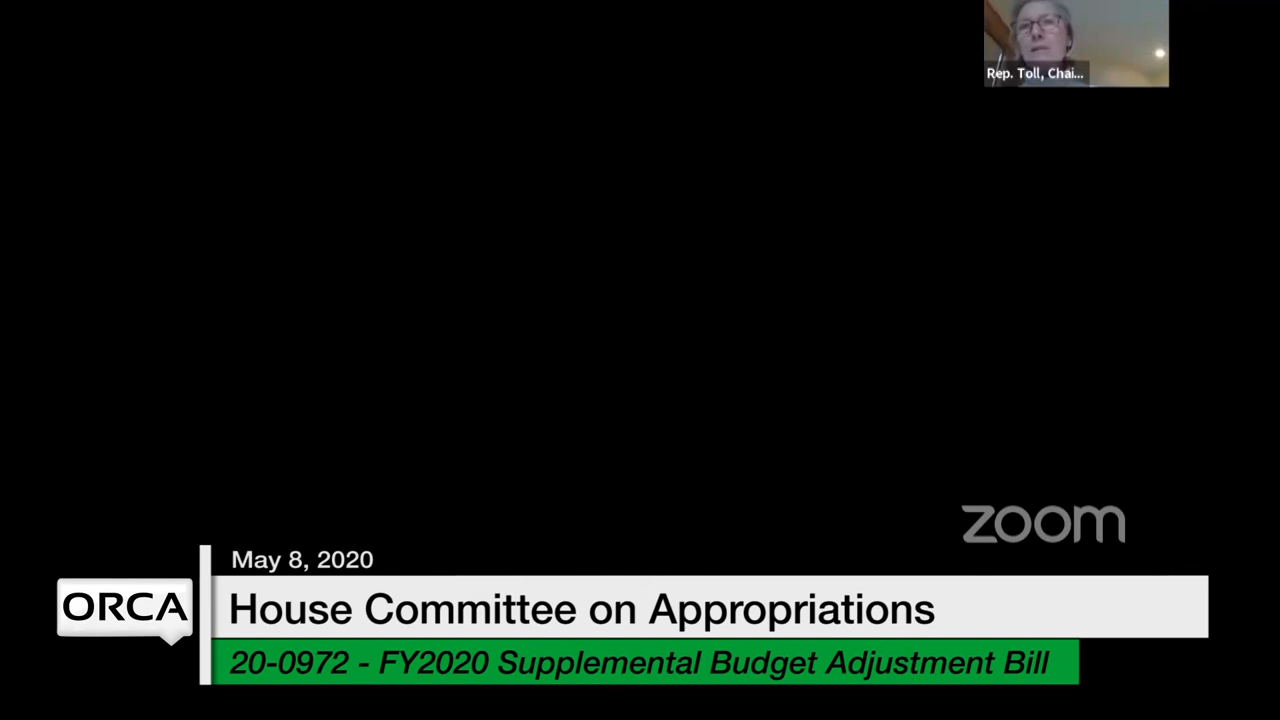 Rep. Toll, Chai...
zoom
May 8, 2020
ORCA
House Committee on Appropriations
20-0972 - FY2020 Supplemental Budget Adjustment Bill